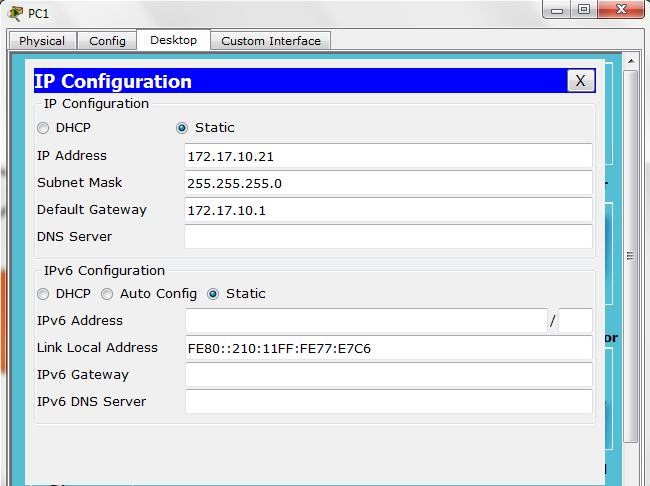 PC1
Physical Config Desktop Custom Interface
IP Configuration X
IP Configuration
DHCP Static
IP Address 172.17.10.21
Subnet Mask 255.255.255.0
Default Gateway 172.17.10.1
DNS Server
IPv6 Configuration
DHCP Auto Config Static
IPv6 Address /
Link Local Address FE80::210:11FF:FE77:E7C6
IPv6 Gateway
IPv6 DNS Server